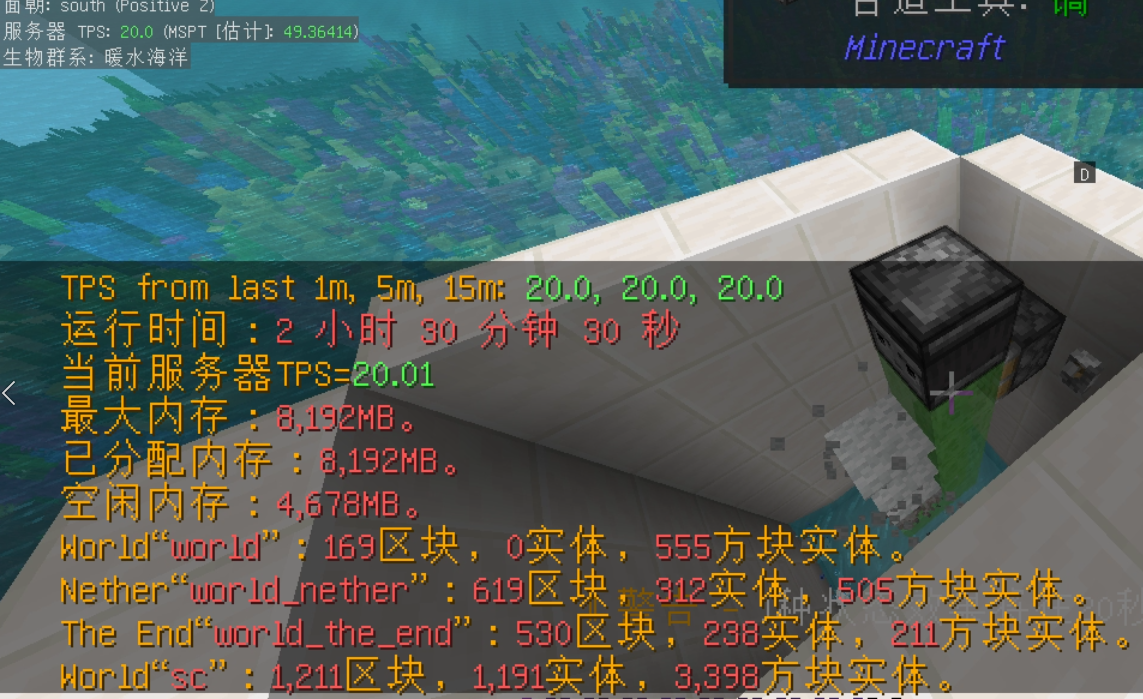 面朝: south (Positive Z)
服务器 TPS: 20.0 (MSPT [估计]: 49.36414)
生物群系: 暖水海洋
合适工具: 镐
Minecraft
D
TPS from last 1m, 5m, 15m: 20.0, 20.0, 20.0
运行时间：2 小时 30 分钟 30 秒
当前服务器TPS=20.01
最大内存：8,192MB。
已分配内存：8,192MB。
空闲内存：4,678MB。
World“world”：169区块，0实体，555方块实体。
Nether“world_nether”：619区块，312实体，505方块实体。
The End“world_the_end”：530区块，238实体，211方块实体。
World“sc”：1,211区块，1,191实体，3,398方块实体。
警告